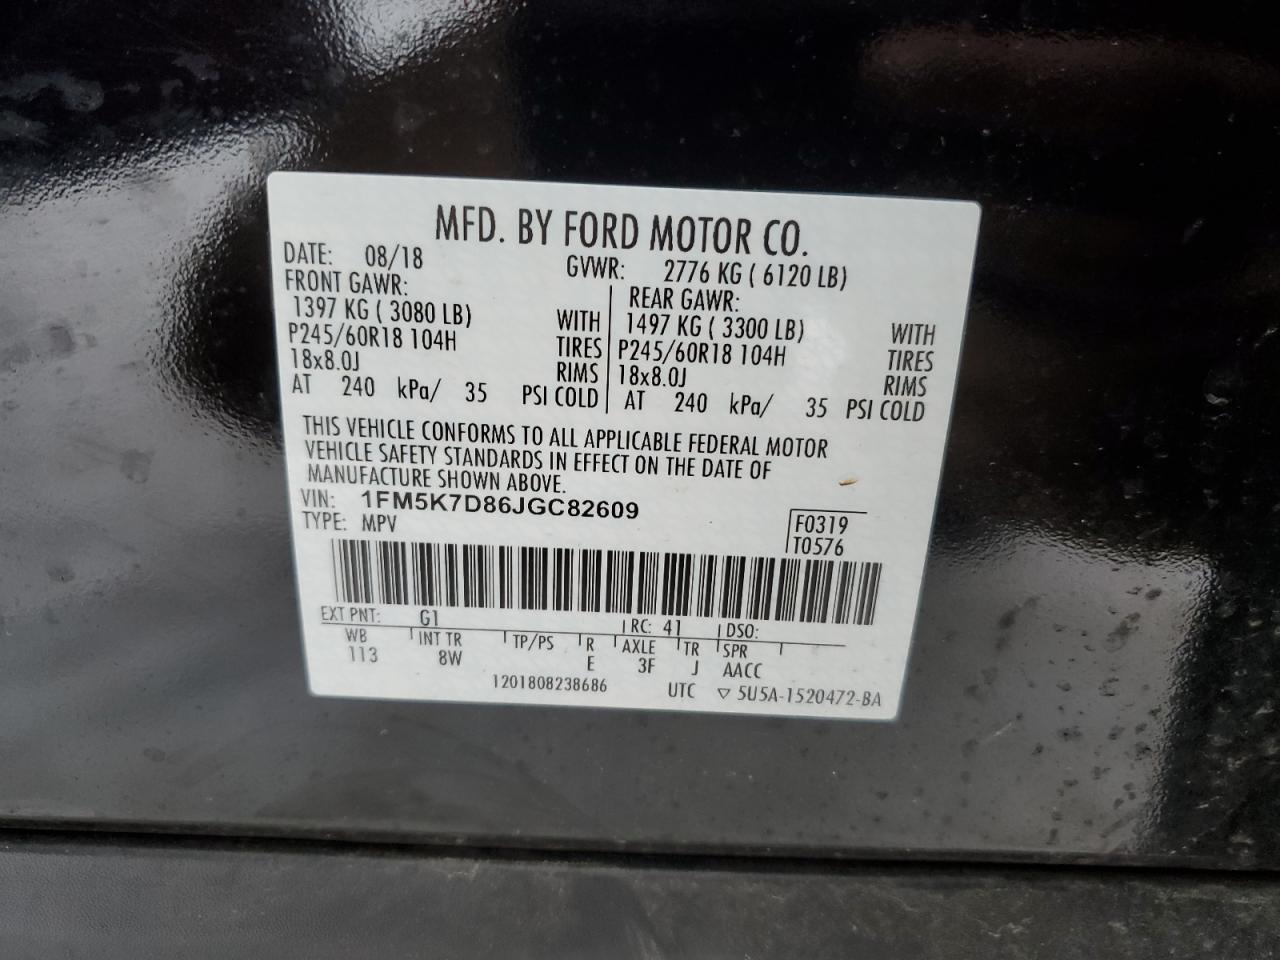 MFD. BY FORD MOTOR CO.
DATE: 08/18 GVWR: 2776 KG ( 6120 LB)
FRONT GAWR: REAR GAWR:
1397 KG ( 3080 LB) WITH 1497 KG ( 3300 LB) WITH
P245/60R18 104H TIRES P245/60R18 104H TIRES
18x8.0J RIMS 18x8.0J RIMS
AT 240 kPa/ 35 PSI COLD AT 240 kPa/ 35 PSI COLD
THIS VEHICLE CONFORMS TO ALL APPLICABLE FEDERAL MOTOR
VEHICLE SAFETY STANDARDS IN EFFECT ON THE DATE OF
MANUFACTURE SHOWN ABOVE.
VIN: 1FM5K7D86JGC82609 F0319
TYPE: MPV T0576
EXT PNT: G1 RC: 41 DSO:
WB INT TR TP/PS R AXLE TR SPR
113 8W E 3F J AACC
1201808238686 UTC ▽ 5U5A-1520472-BA